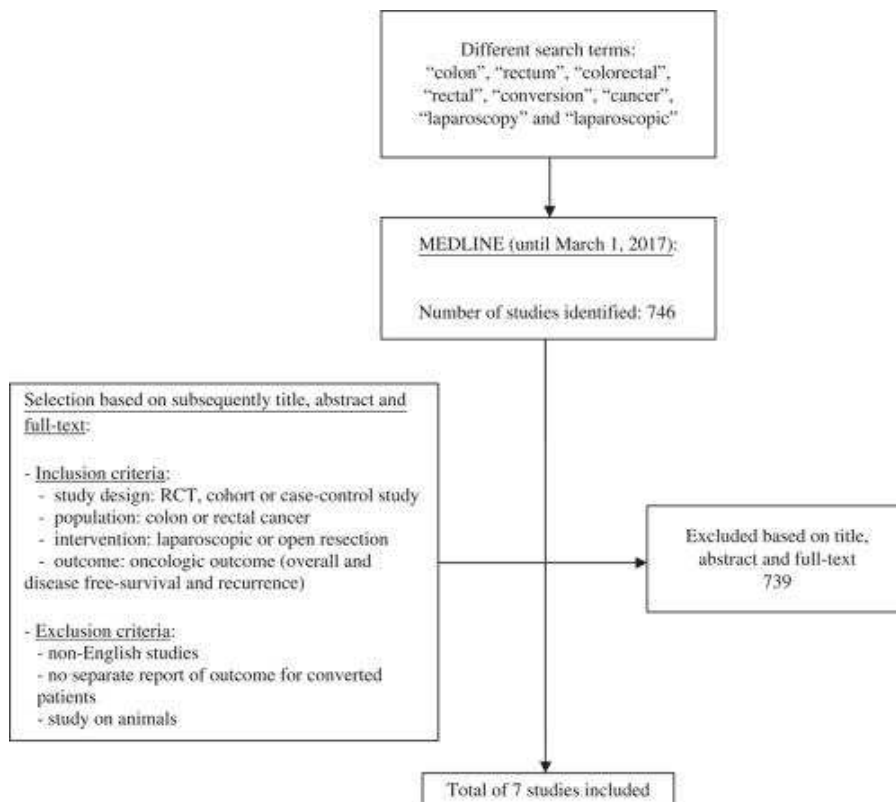 Different search terms:
“colon”, “rectum”, “colorectal”,
“rectal”, “conversion”, “cancer”,
“laparoscopy” and “laparoscopic”
MEDLINE (until March 1, 2017):
Number of studies identified: 746
Selection based on subsequently title, abstract and
full-text:
- Inclusion criteria:
- study design: RCT, cohort or case-control study
- population: colon or rectal cancer
- intervention: laparoscopic or open resection
- outcome: oncologic outcome (overall and
disease free-survival and recurrence)
- Exclusion criteria:
- non-English studies
- no separate report of outcome for converted
patients
- study on animals
Excluded based on title,
abstract and full-text
739
Total of 7 studies included